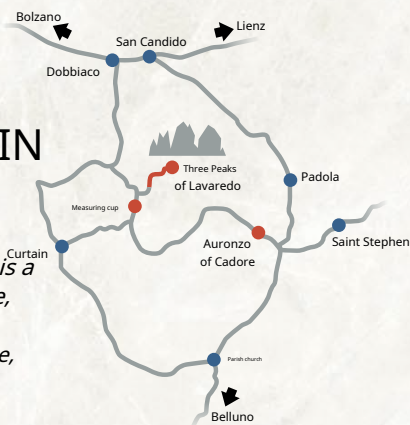 Bolzano
Lienz
San Candido
Dobbiaco
IN
Three Peaks
of Lavaredo
Padola
Measuring cup
Auronzo
of Cadore
Saint Stephen
Curtain
is a
e,
e,
Parish church
Belluno